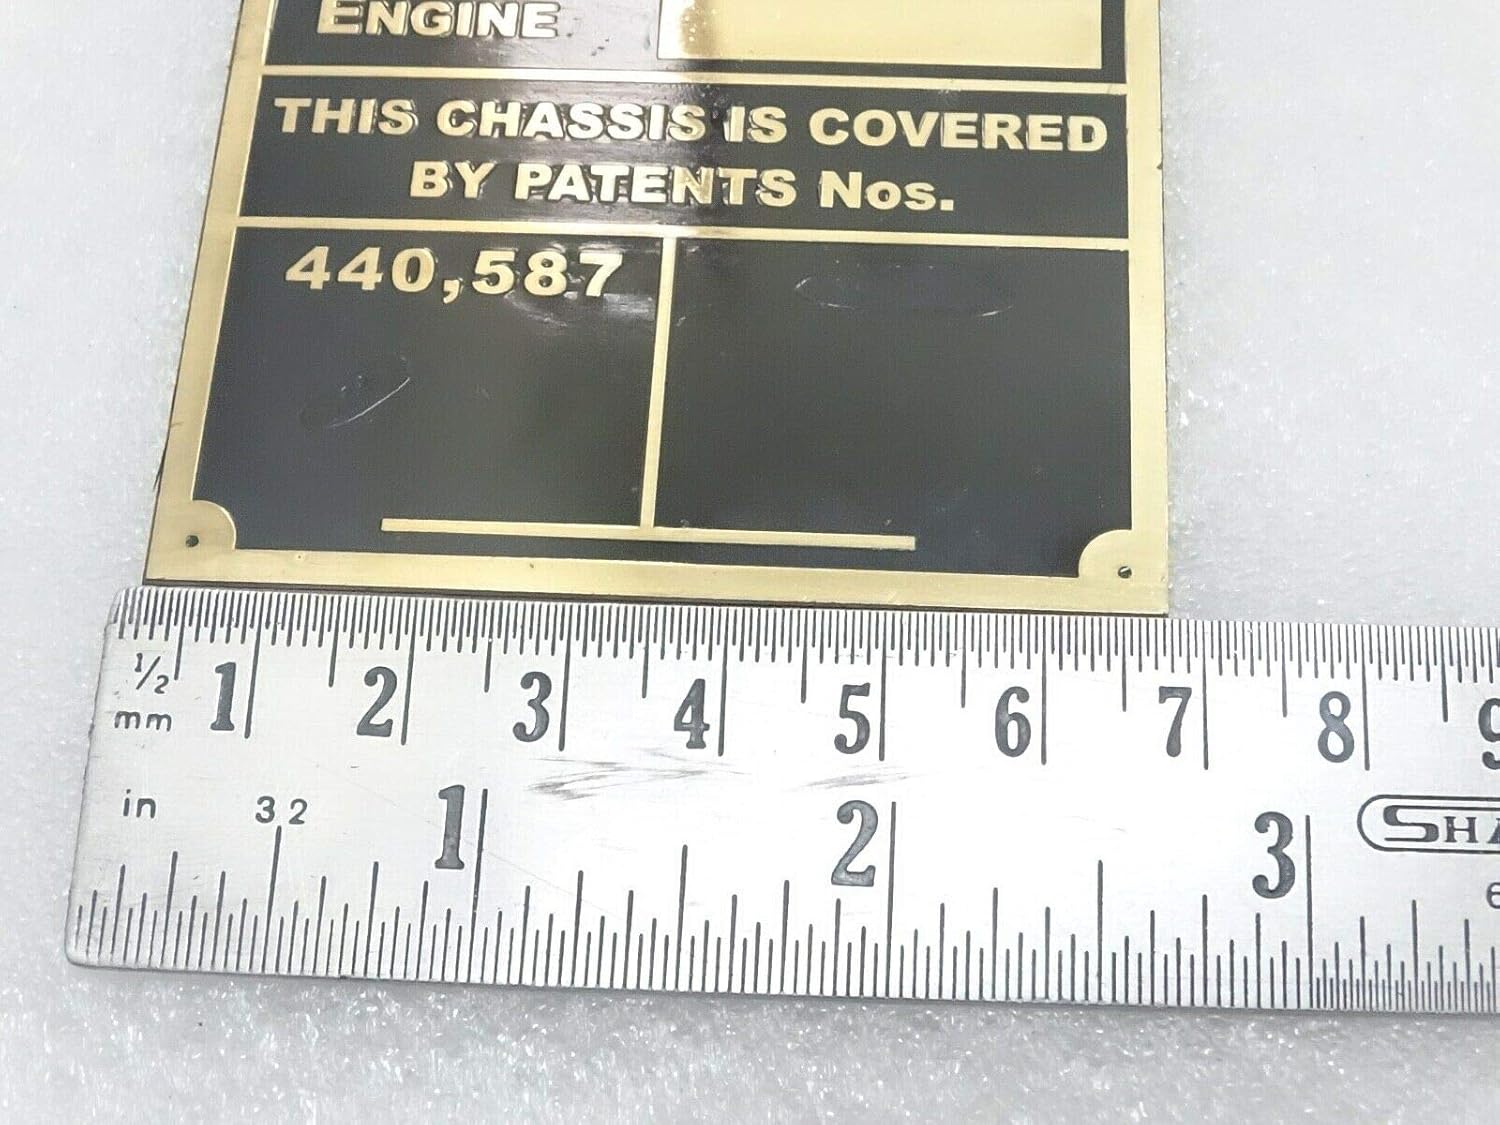 ENGINE
THIS CHASSIS IS COVERED
BY PATENTS Nos.
440,587
1/2
mm
1 2 3 4 5 6 7 8 9
in
32
1 2 3